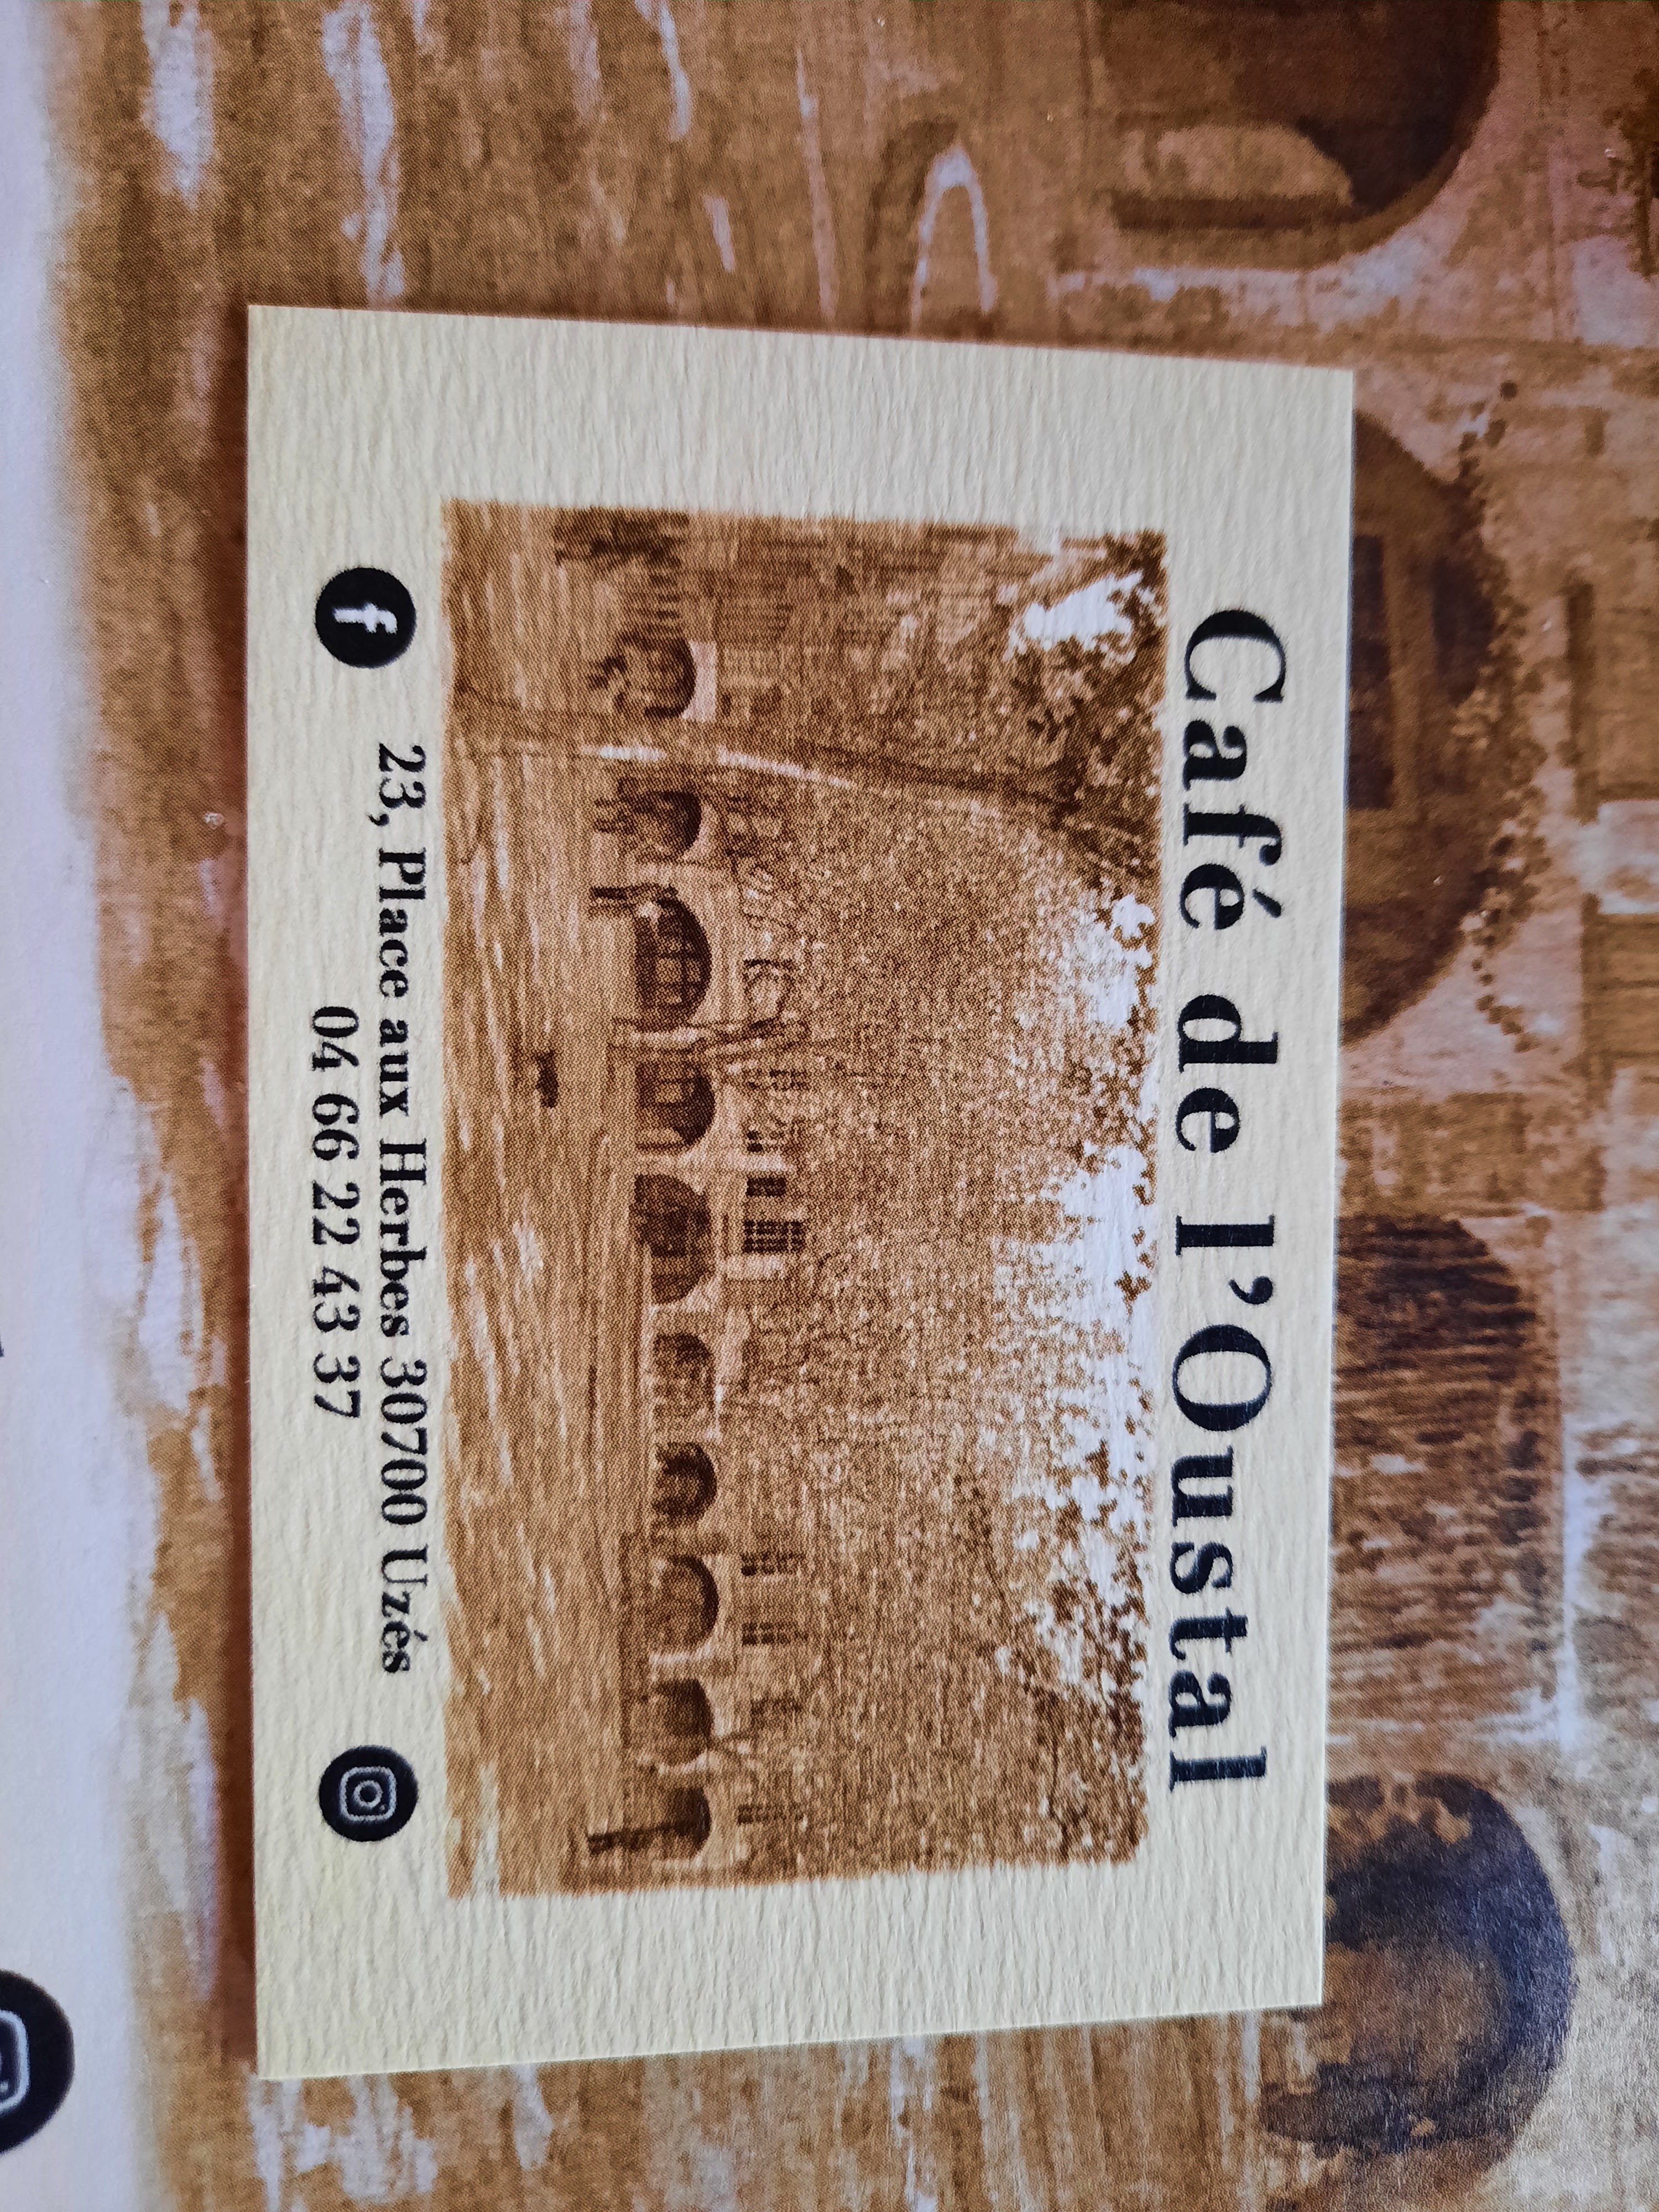 Café de l'Oustal
23, Place aux Herbes 30700 Uzés
04 66 22 43 37